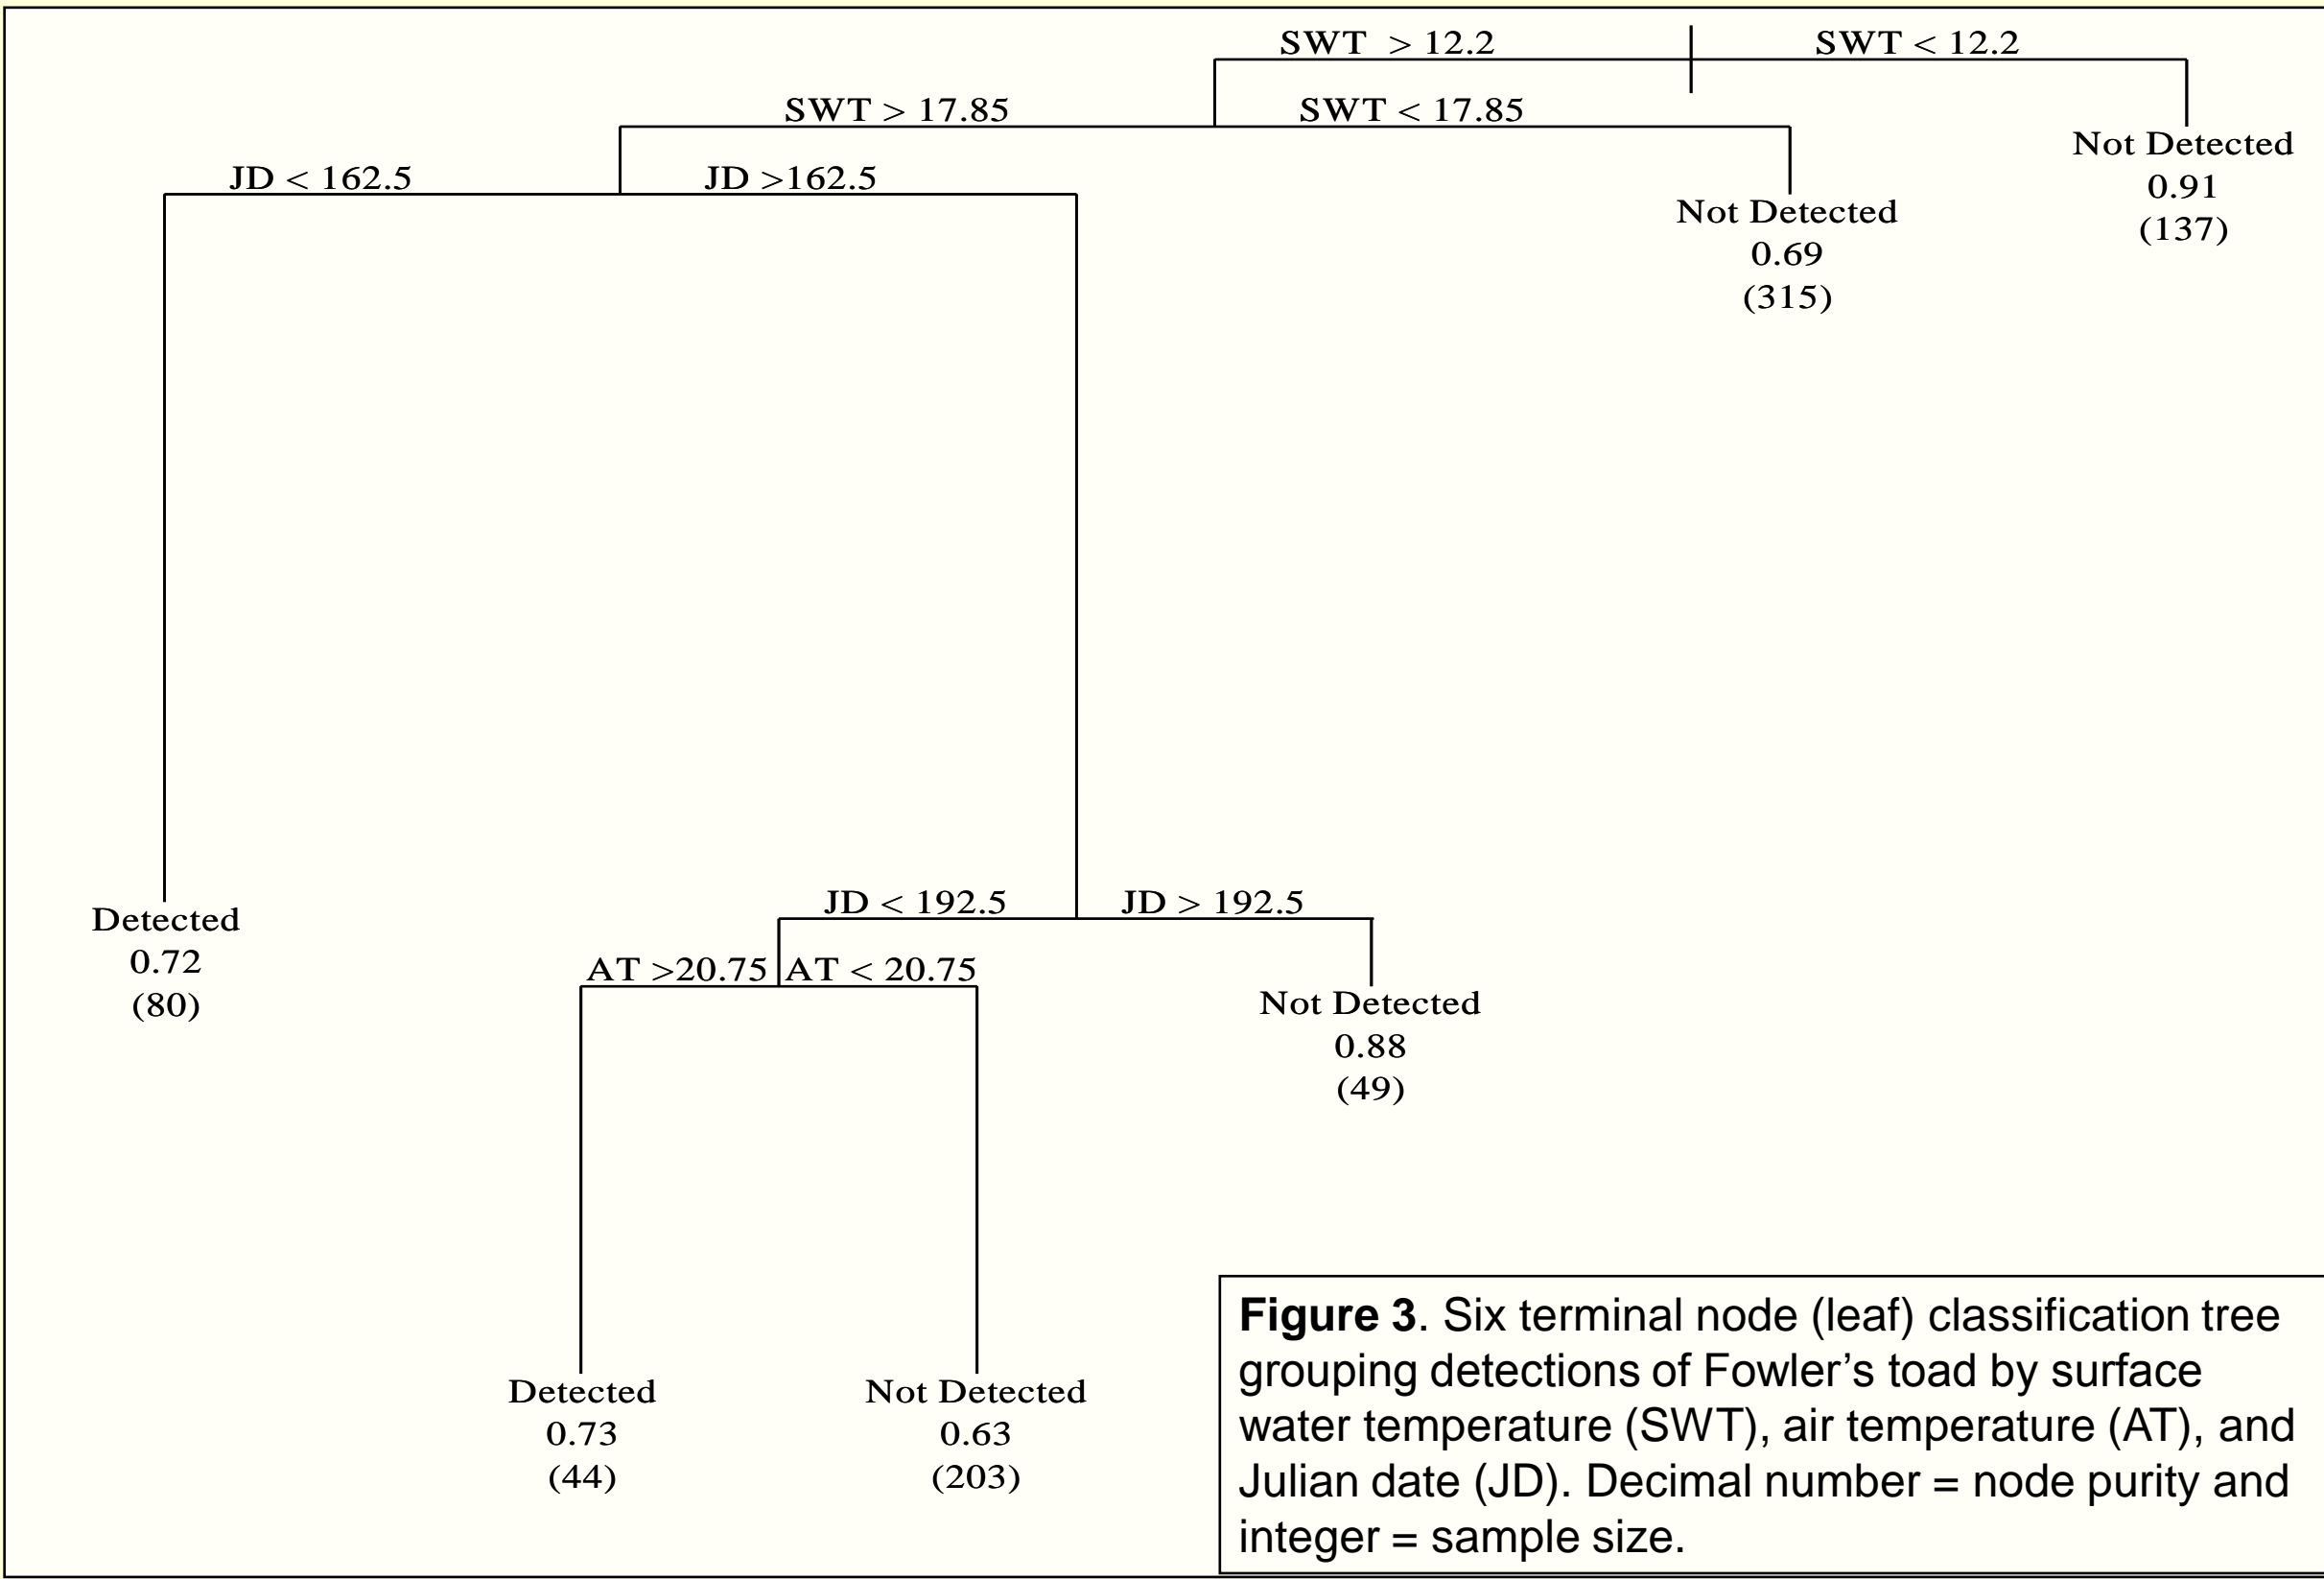 SWT  > 12.2
SWT < 12.2
SWT > 17.85
SWT < 17.85
Not Detected
0.91
(137)
JD < 162.5
JD >162.5
Not Detected
0.69
(315)
JD < 192.5
JD > 192.5
Detected
0.72
(80)
AT >20.75
AT < 20.75
Not Detected
0.88
(49)
Detected
0.73
(44)
Not Detected
0.63
(203)
Figure 3. Six terminal node (leaf) classification tree
grouping detections of Fowler’s toad by surface
water temperature (SWT), air temperature (AT), and
Julian date (JD). Decimal number = node purity and
integer = sample size.